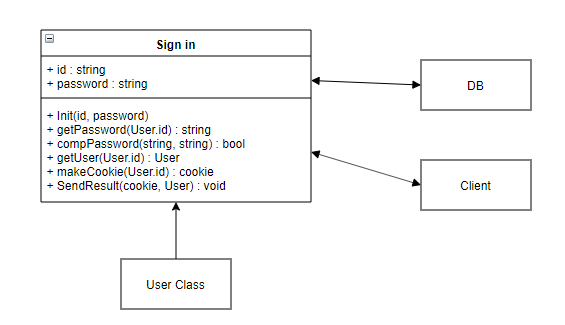 Sign in
+ id : string
+ password : string
+ Init(id, password)
+ getPassword(User.id) : string
+ compPassword(string, string) : bool
+ getUser(User.id) : User
+ makeCookie(User.id) : cookie
+ SendResult(cookie, User) : void
DB
Client
User Class